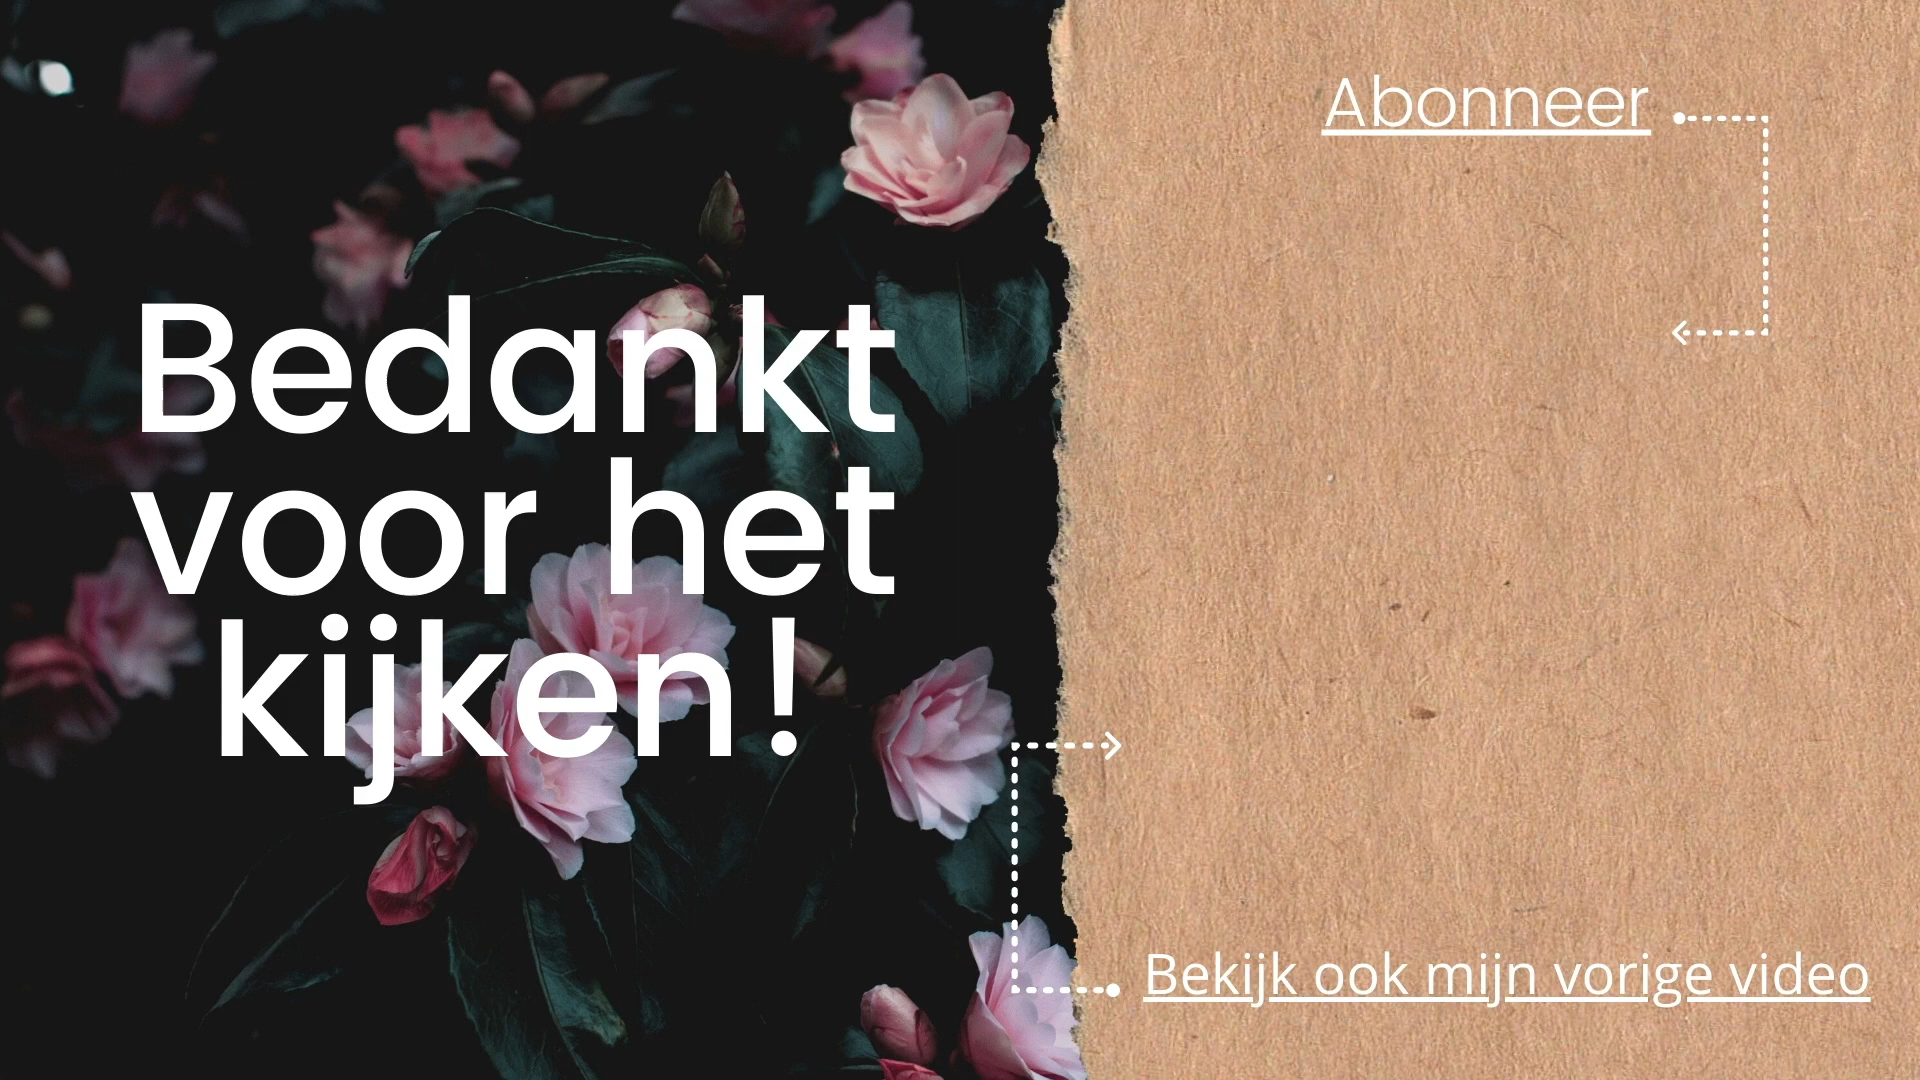 Bedankt
voor het
kijken!
Abonneer
Bekijk ook mijn vorige video